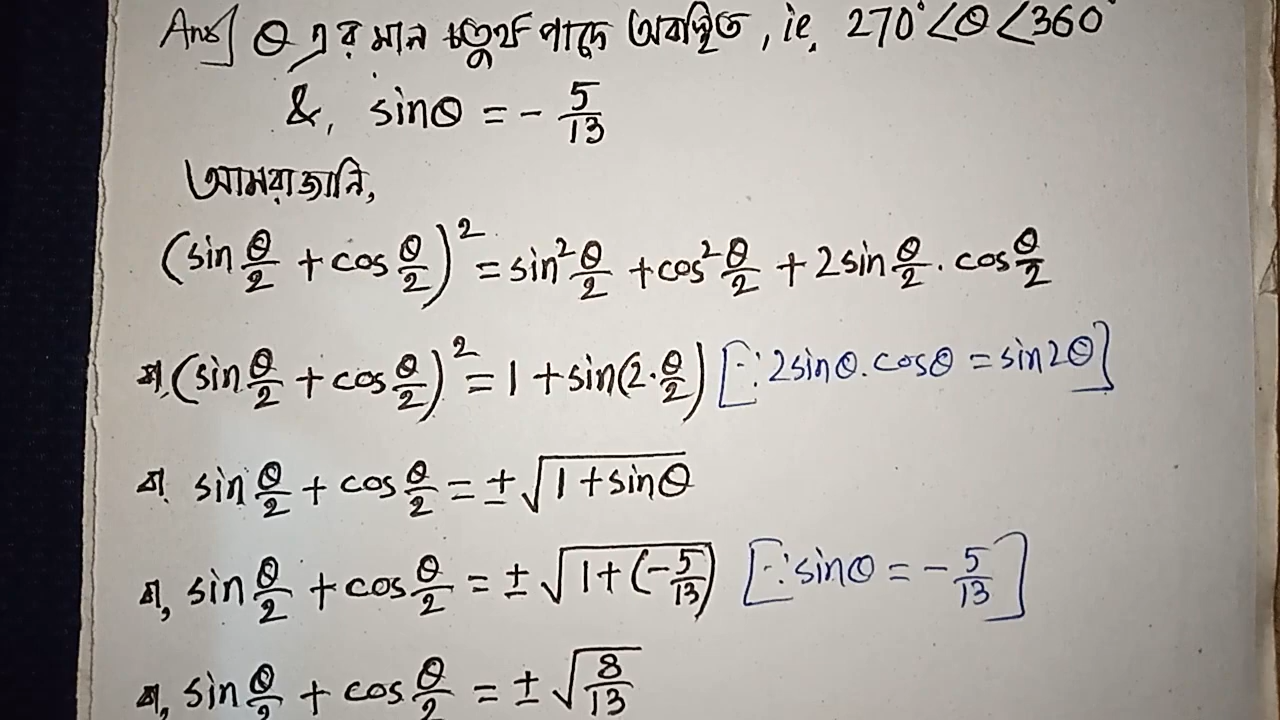 Ans] θ এর মান চতুর্থ পাদে অবস্থিত, ie, 270° < θ < 360°
&, sinθ = - 5/13
আমরা জানি,
(sin θ/2 + cos θ/2)² = sin² θ/2 + cos² θ/2 + 2 sin θ/2 . cos θ/2
বা, (sin θ/2 + cos θ/2)² = 1 + sin(2·θ/2) [∵ 2sinθ.cosθ = sin2θ]
বা, sin θ/2 + cos θ/2 = ± √(1 + sinθ)
বা, sin θ/2 + cos θ/2 = ± √(1 + (-5/13)) [∵ sinθ = - 5/13]
বা, sin θ/2 + cos θ/2 = ± √(8/13)